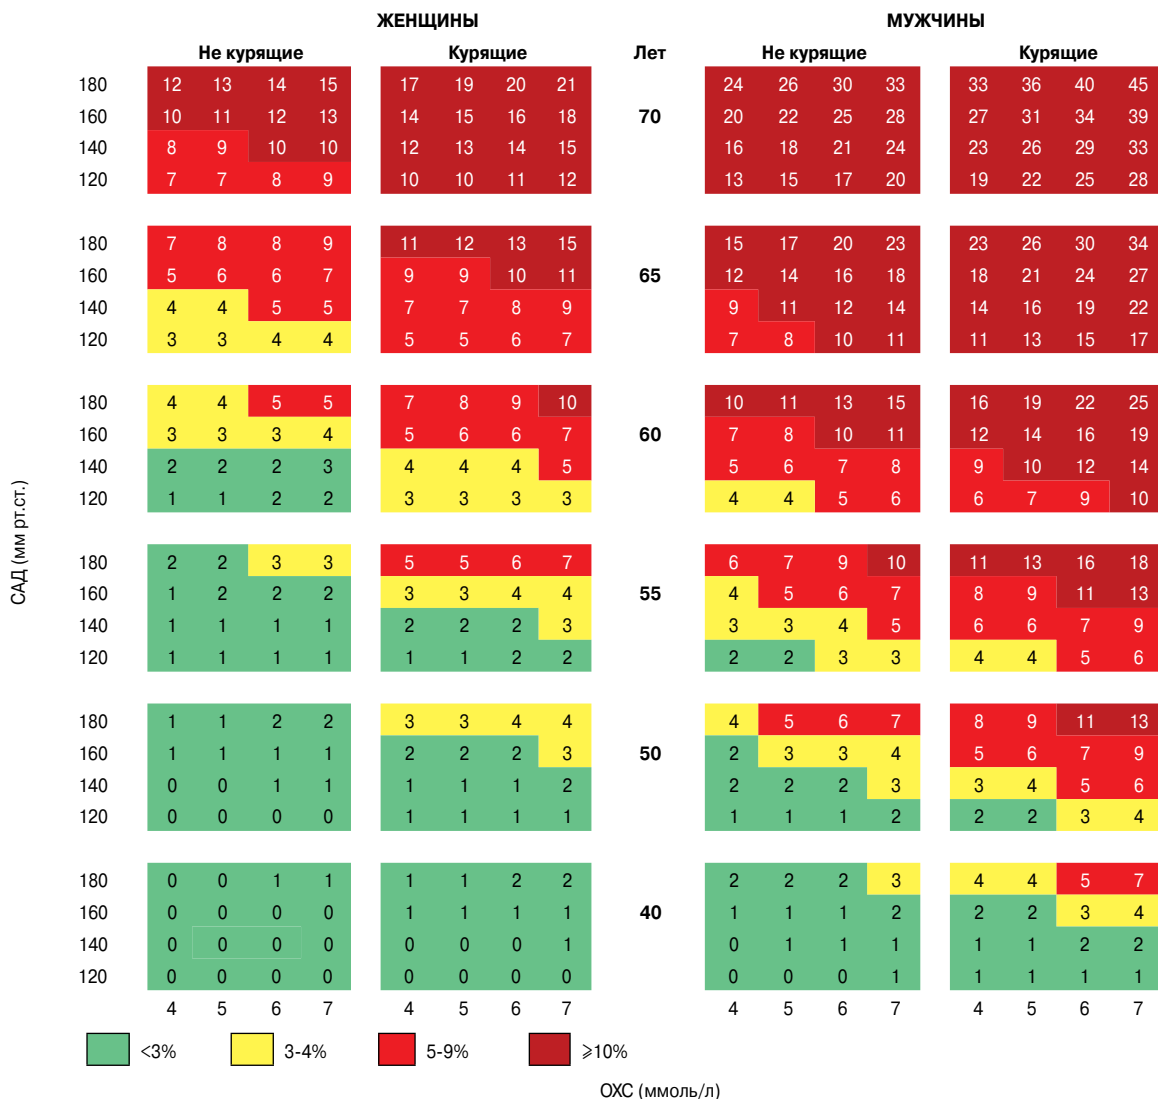 ЖЕНЩИНЫ МУЖЧИНЫ
Не курящие Курящие Лет Не курящие Курящие
180 12 13 14 15 17 19 20 21 24 26 30 33 33 36 40 45
160 10 11 12 13 14 15 16 18 70 20 22 25 28 27 31 34 39
140 8 9 10 10 12 13 14 15 16 18 21 24 23 26 29 33
120 7 7 8 9 10 10 11 12 13 15 17 20 19 22 25 28
180 7 8 8 9 11 12 13 15 15 17 20 23 23 26 30 34
160 5 6 6 7 9 9 10 11 65 12 14 16 18 18 21 24 27
140 4 4 5 5 7 7 8 9 9 11 12 14 14 16 19 22
120 3 3 4 4 5 5 6 7 7 8 10 11 11 13 15 17
180 4 4 5 5 7 8 9 10 10 11 13 15 16 19 22 25
160 3 3 3 4 5 6 6 7 60 7 8 10 11 12 14 16 19
140 2 2 2 3 4 4 4 5 5 6 7 8 9 10 12 14
120 1 1 2 2 3 3 3 3 4 4 5 6 6 7 9 10
САД (мм рт.ст.)
180 2 2 3 3 5 5 6 7 6 7 9 10 11 13 16 18
160 1 2 2 2 3 3 4 4 55 4 5 6 7 8 9 11 13
140 1 1 1 1 2 2 2 3 3 3 4 5 6 6 7 9
120 1 1 1 1 1 1 2 2 2 2 3 3 4 4 5 6
180 1 1 2 2 3 3 4 4 4 5 6 7 8 9 11 13
160 1 1 1 1 2 2 2 3 50 2 3 3 4 5 6 7 9
140 0 0 1 1 1 1 1 2 2 2 2 3 3 4 5 6
120 0 0 0 0 1 1 1 1 1 1 1 2 2 2 3 4
180 0 0 1 1 1 1 2 2 2 2 2 3 4 4 5 7
160 0 0 0 0 1 1 1 1 40 1 1 1 2 2 2 3 4
140 0 0 0 0 0 0 0 1 0 1 1 1 1 1 2 2
120 0 0 0 0 0 0 0 0 0 0 0 1 1 1 1 1
4 5 6 7 4 5 6 7 4 5 6 7 4 5 6 7
<3% 3-4% 5-9% ⩾10%
ОХС (ммоль/л)